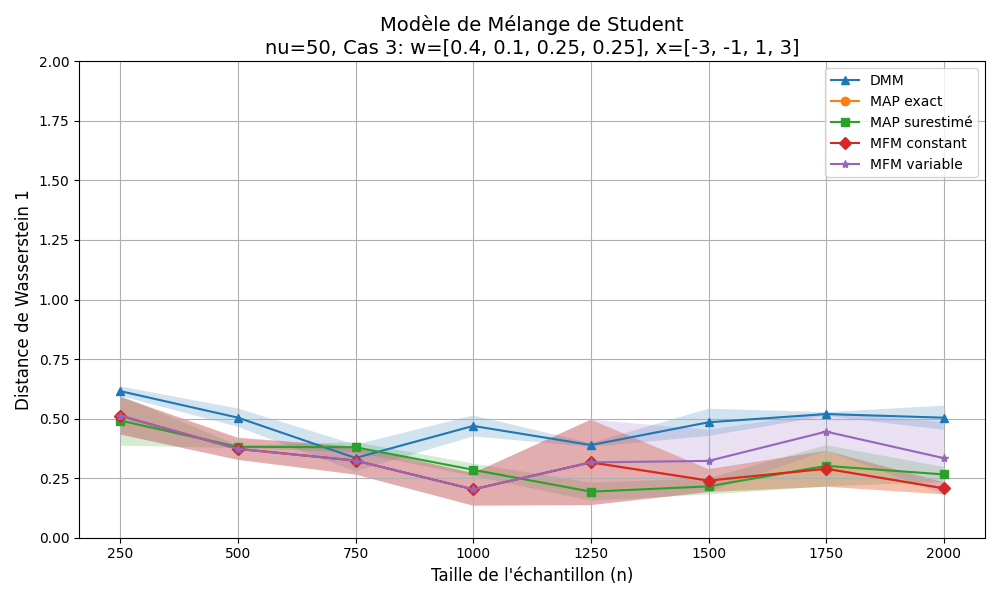 Modèle de Mélange de Student
nu=50, Cas 3: w=[0.4, 0.1, 0.25, 0.25], x=[-3, -1, 1, 3]
Distance de Wasserstein 1
2.00
1.75
1.50
1.25
1.00
0.75
0.50
0.25
0.00
DMM
MAP exact
MAP surestimé
MFM constant
MFM variable
250 500 750 1000 1250 1500 1750 2000
Taille de l'échantillon (n)